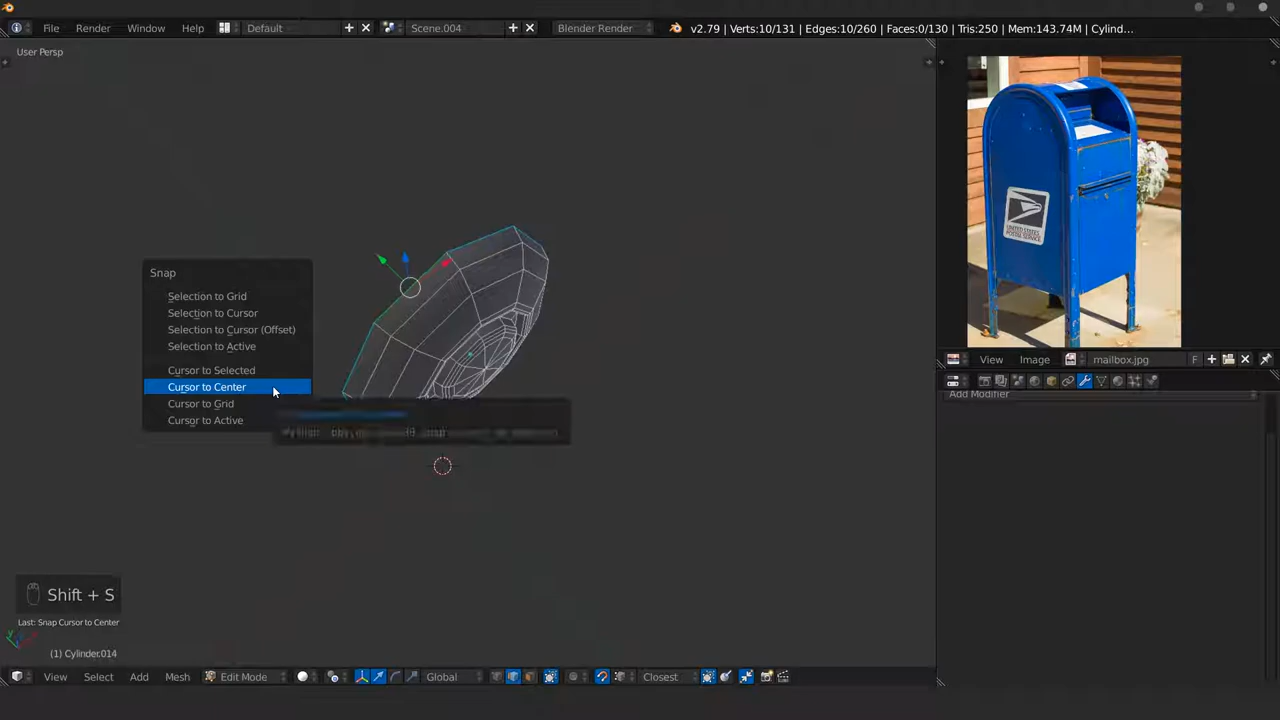 File Render Window Help Default Scene.004 Blender Render v2.79 | Verts:10/131 | Edges:10/260 | Faces:0/130 | Tris:250 | Mem:143.74M | Cylind...
User Persp
Snap
Selection to Grid
Selection to Cursor
Selection to Cursor (Offset)
Selection to Active
Cursor to Selected
Cursor to Center
Cursor to Grid
Cursor to Active
UNITED STATES
POSTAL SERVICE
View Image mailbox.jpg F
Add Modifier
Shift + S
Last: Snap Cursor to Center
(1) Cylinder.014
View Select Add Mesh Edit Mode Global Closest